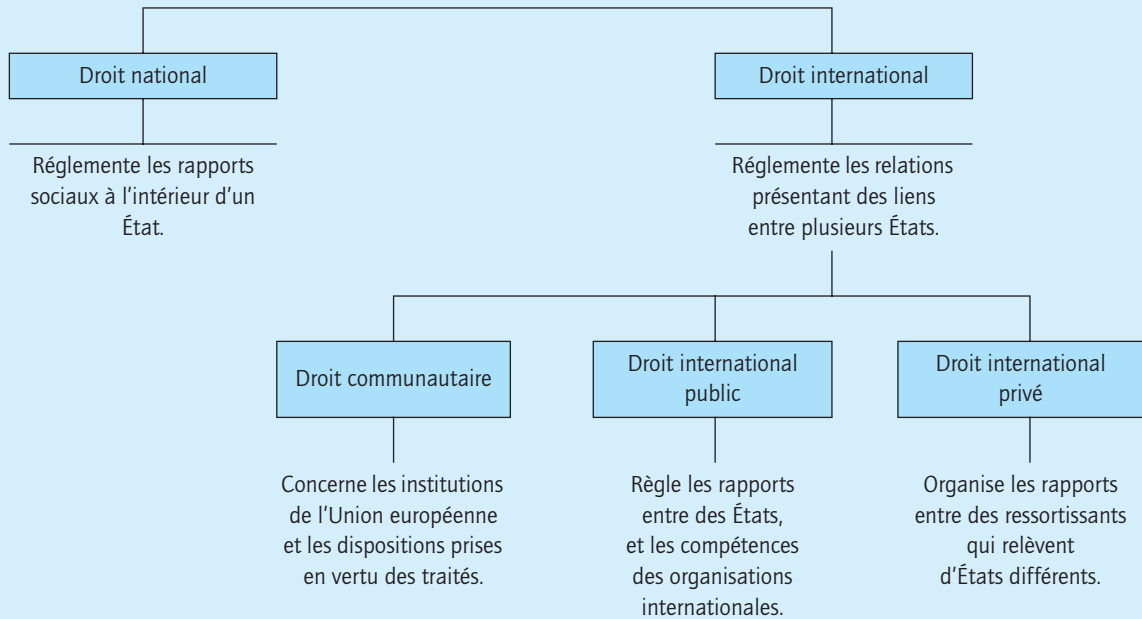 Droit national
Droit international
Réglemente les rapports
sociaux à l'intérieur d'un
État.
Réglemente les relations
présentant des liens
entre plusieurs États.
Droit communautaire
Droit international
public
Droit international
privé
Concerne les institutions
de l'Union européenne
et les dispositions prises
en vertu des traités.
Règle les rapports
entre des États,
et les compétences
des organisations
internationales.
Organise les rapports
entre des ressortissants
qui relèvent
d'États différents.